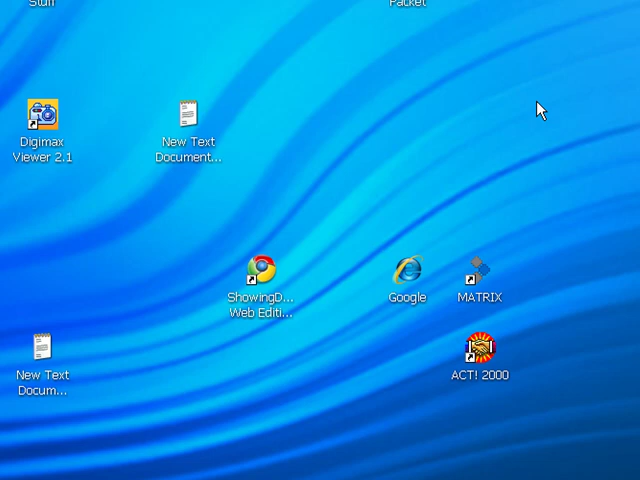 Stuff
Packet
Digimax
Viewer 2.1
New Text
Document...
ShowingD...
Web Editi...
Google
MATRIX
New Text
Docum...
ACT! 2000